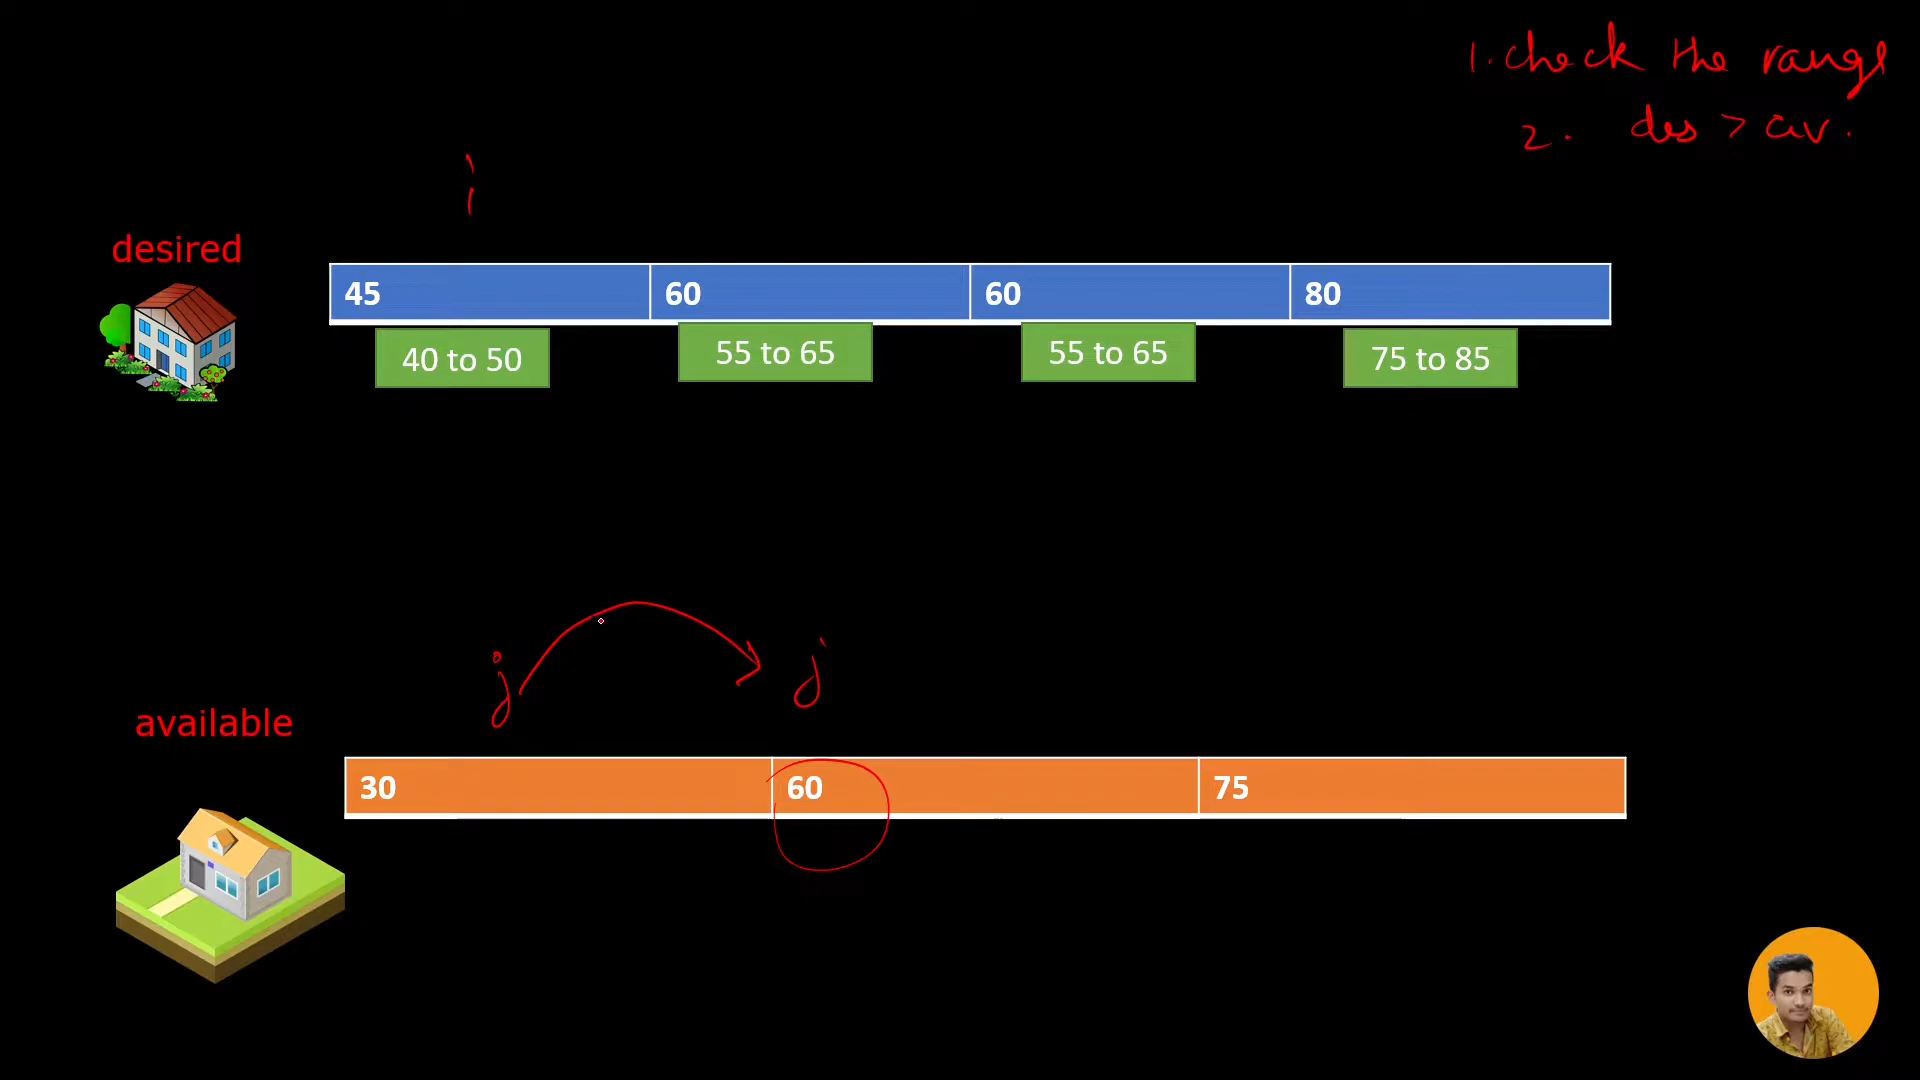 1. check the range
2. des > av.
i
desired
45 60 60 80
40 to 50 55 to 65 55 to 65 75 to 85
j j
available
30 60 75